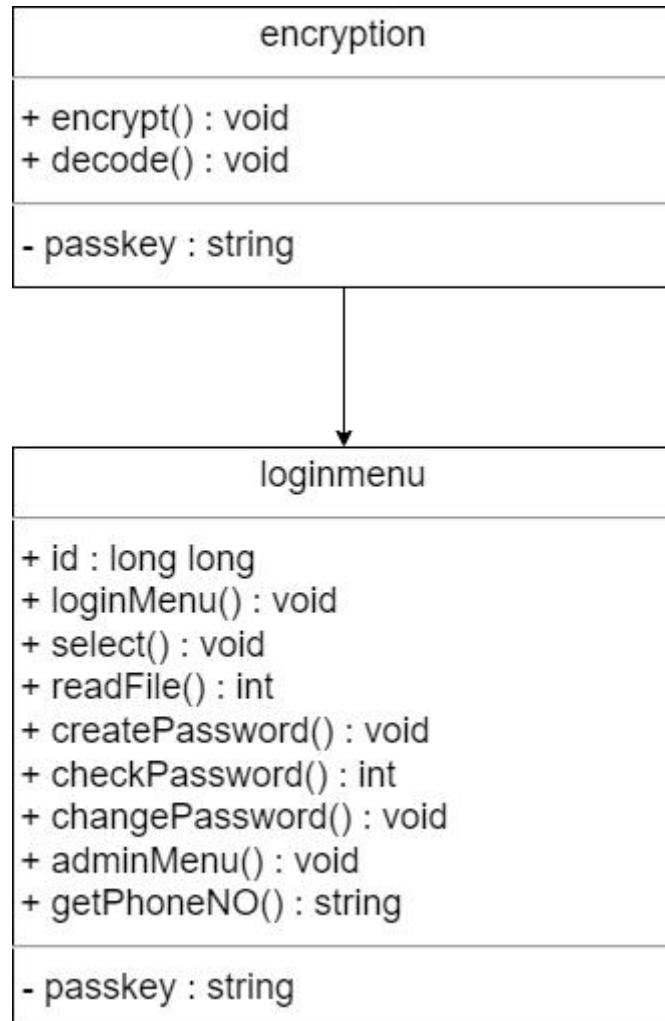 encryption
+ encrypt() : void
+ decode() : void
- passkey : string
loginmenu
+ id : long long
+ loginMenu() : void
+ select() : void
+ readFile() : int
+ createPassword() : void
+ checkPassword() : int
+ changePassword() : void
+ adminMenu() : void
+ getPhoneNO() : string
- passkey : string